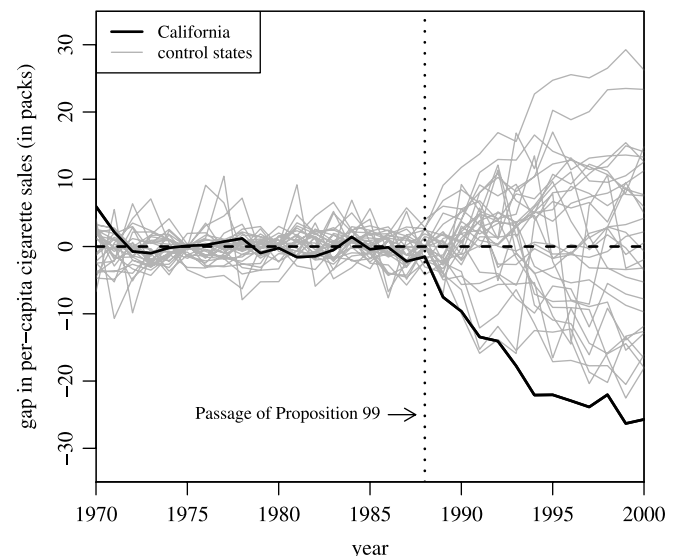 California
control states
gap in per−capita cigarette sales (in packs)
30
20
10
0
−10
−20
−30
Passage of Proposition 99
1970 1975 1980 1985 1990 1995 2000
year